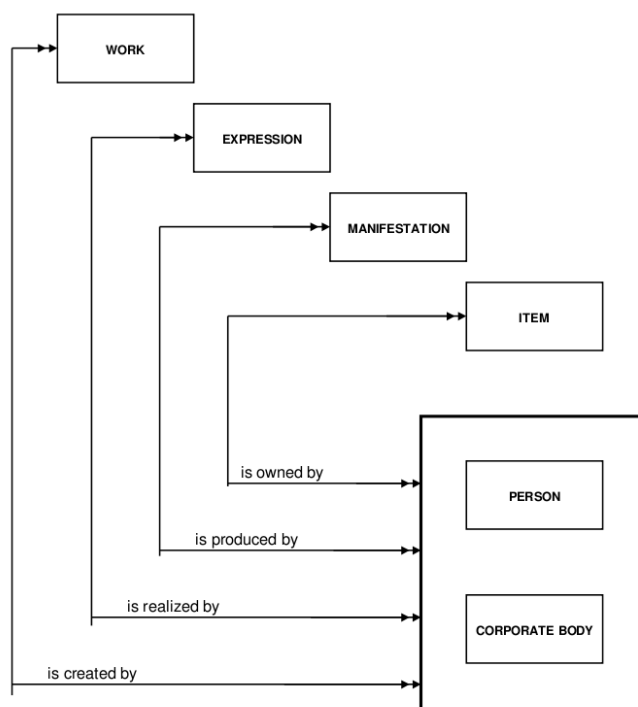 WORK
EXPRESSION
MANIFESTATION
ITEM
is owned by
PERSON
is produced by
is realized by
CORPORATE BODY
is created by